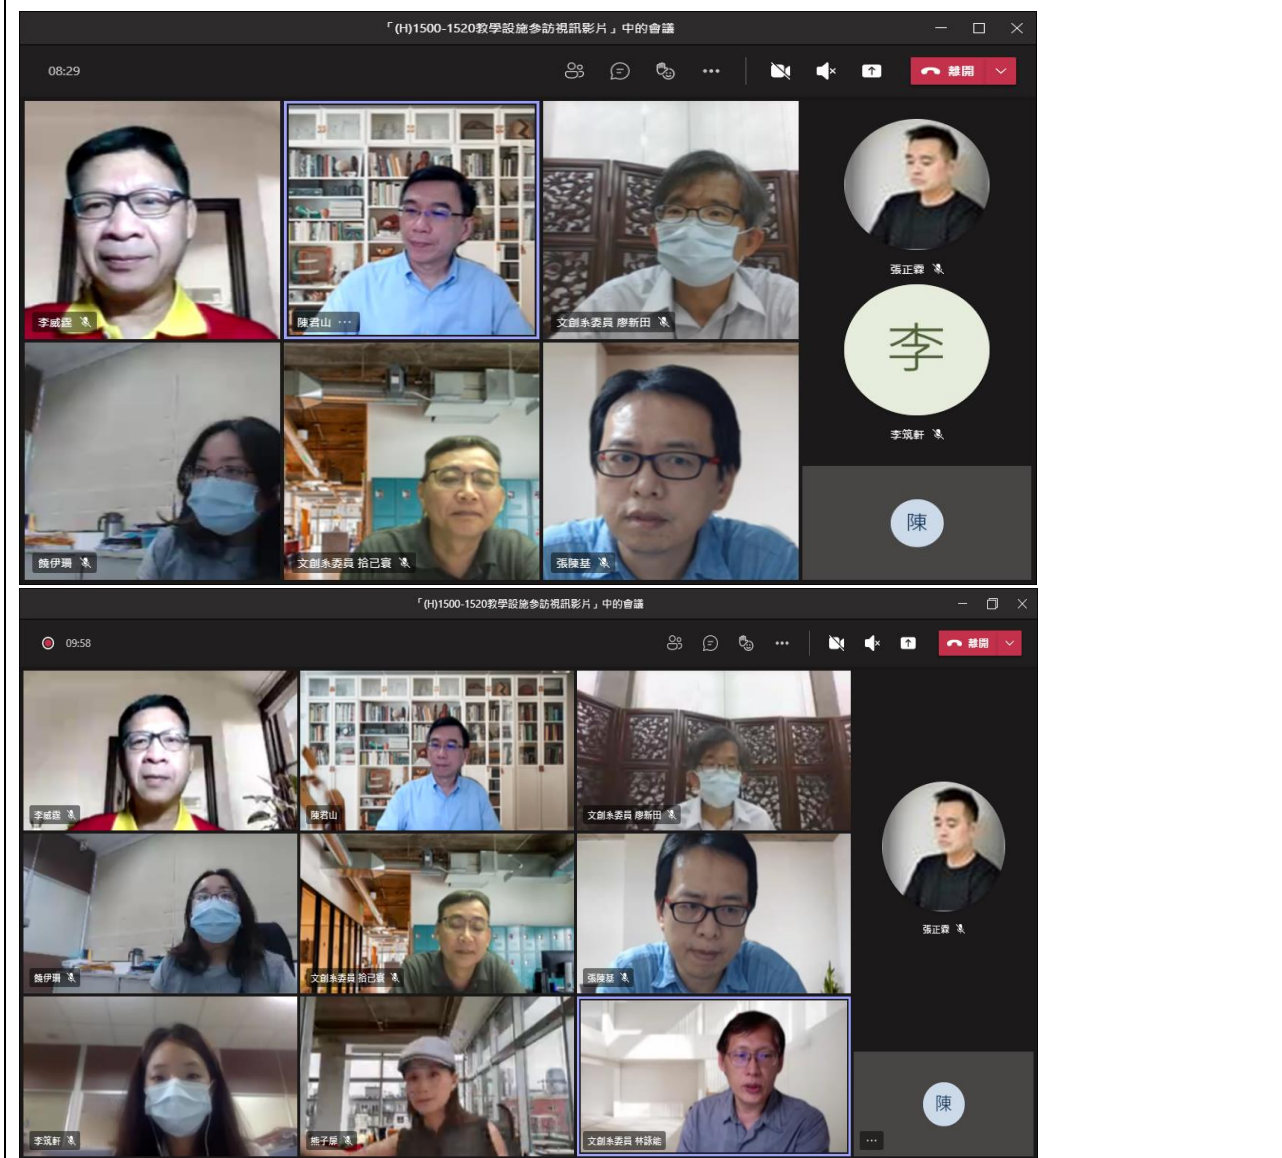 「(H)1500-1520教學設施參訪視訊影片」中的會議
08:29
離開
李威霆
陳君山
文創系委員 廖新田
張正霖
李
李筑軒
饒伊珊
文創系委員 拾已寰
張陳基
陳
「(H)1500-1520教學設施參訪視訊影片」中的會議
09:58
離開
李威霆
陳君山
文創系委員 廖新田
張正霖
饒伊珊
文創系委員 拾已寰
張陳基
李筑軒
熊子扉
文創系委員 林詠能
陳